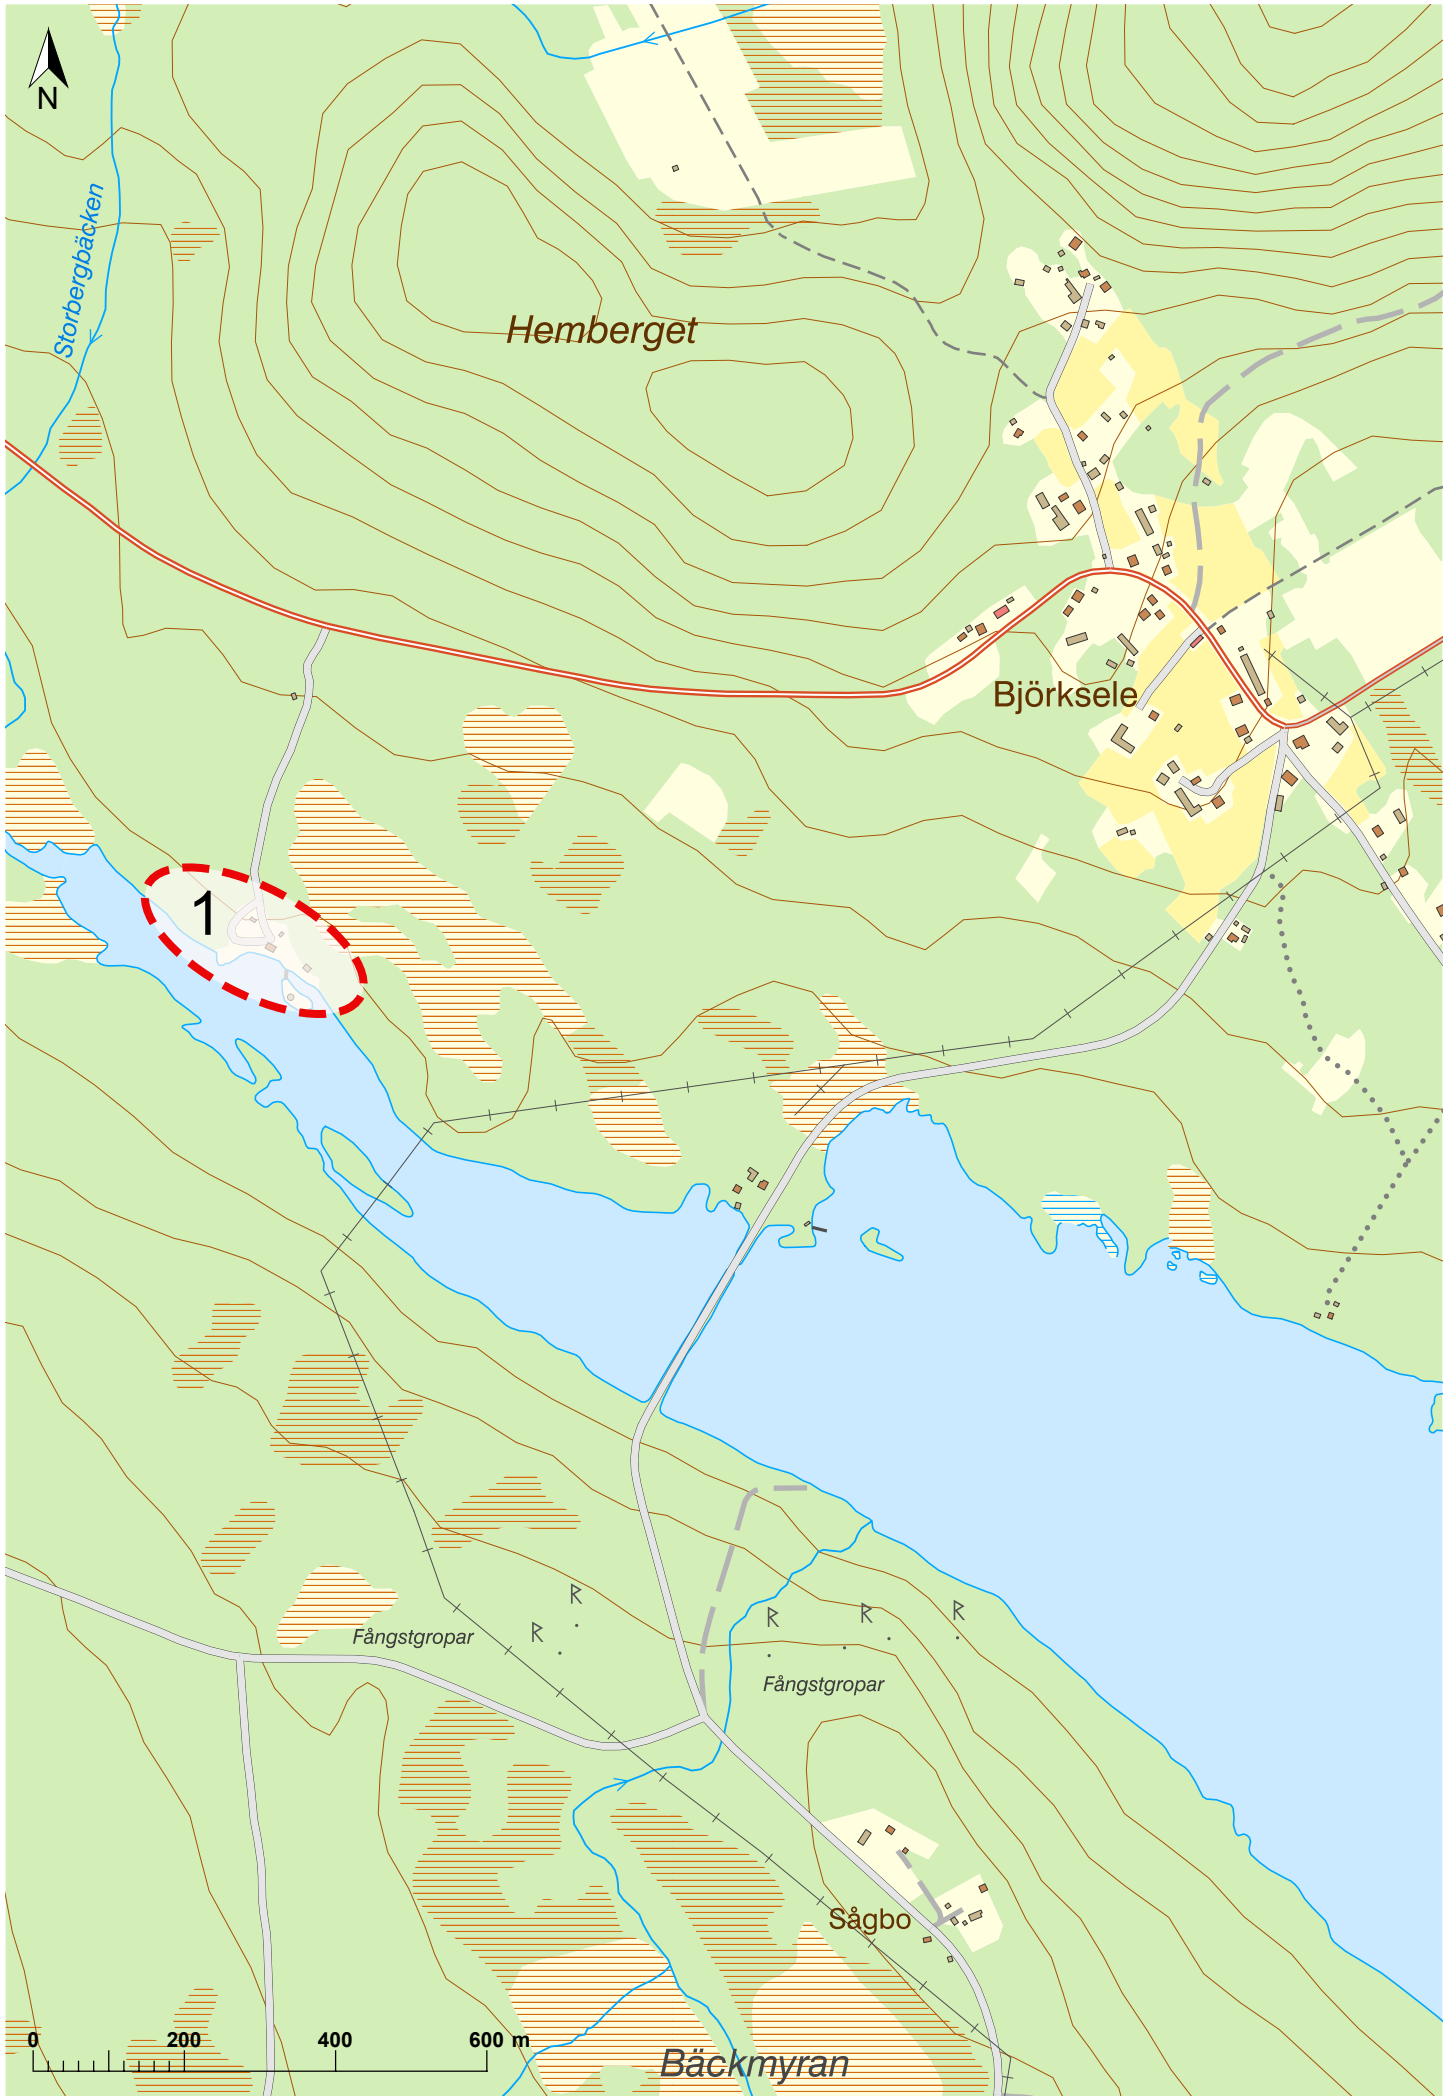 N
Storbergbäcken
Hemberget
Björksele
1
R
R
R
R
R
Fångstgropar
Fångstgropar
Sågbo
0 200 400 600 m
Bäckmyran